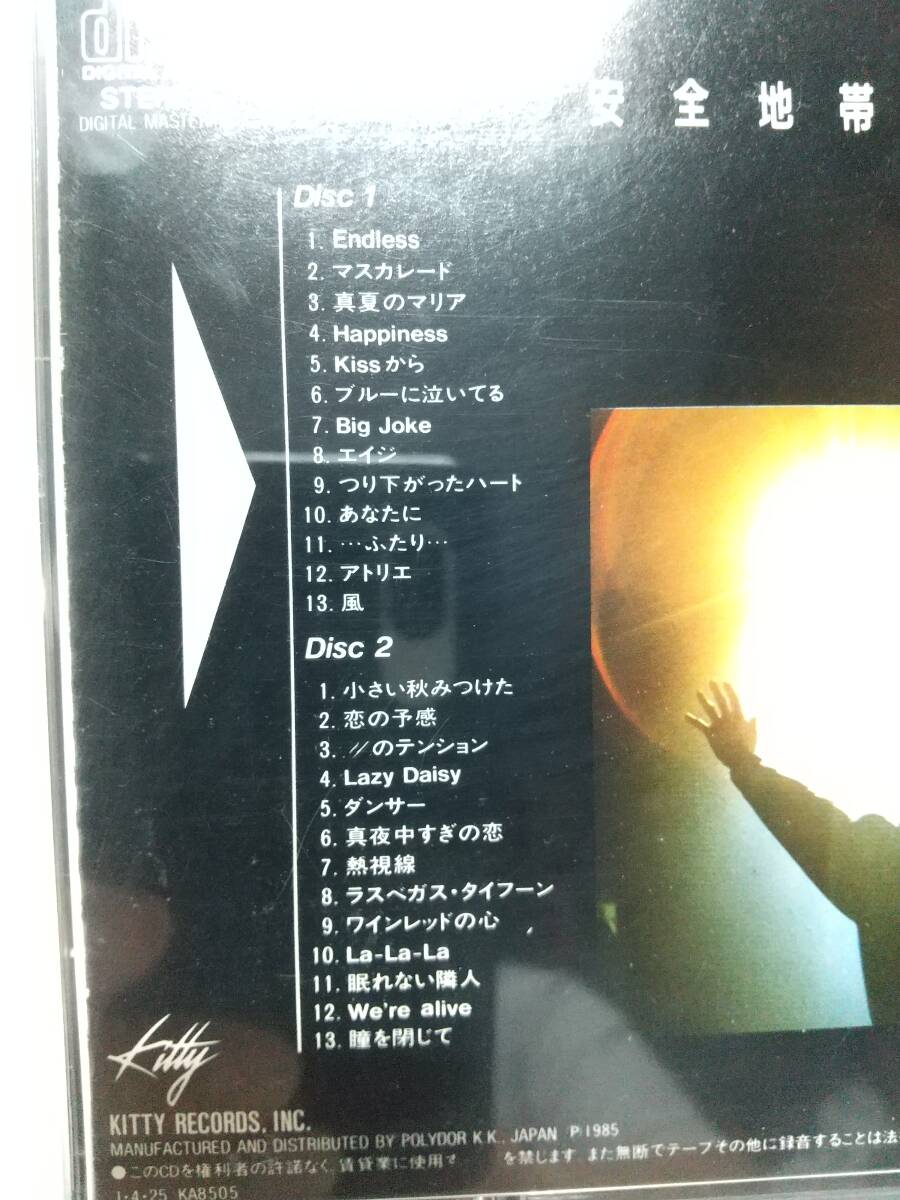 DIGITAL
安全地帯
DIGITAL
Disc 1
1. Endless
2. マスカレード
3. 真夏のマリア
4. Happiness
5. Kissから
6. ブルーに泣いてる
7. Big Joke
8. エイジ
9. つり下がったハート
10. あなたに
11. …ふたり…
12. アトリエ
13. 風
Disc 2
1. 小さい秋みつけた
2. 恋の予感
3. 〃のテンション
4. Lazy Daisy
5. ダンサー
6. 真夜中すぎの恋
7. 熱視線
8. ラスベガス・タイフーン
9. ワインレッドの心
10. La-La-La
11. 眠れない隣人
12. We're alive
13. 瞳を閉じて
Kitty
KITTY RECORDS, INC.
MANUFACTURED AND DISTRIBUTED BY POLYDOR K.K., JAPAN P 1985
●このCDを権利者の許諾なく、賃貸業に使用す を禁じます。また無断でテープその他に録音することは法
1・4・25 KA8505